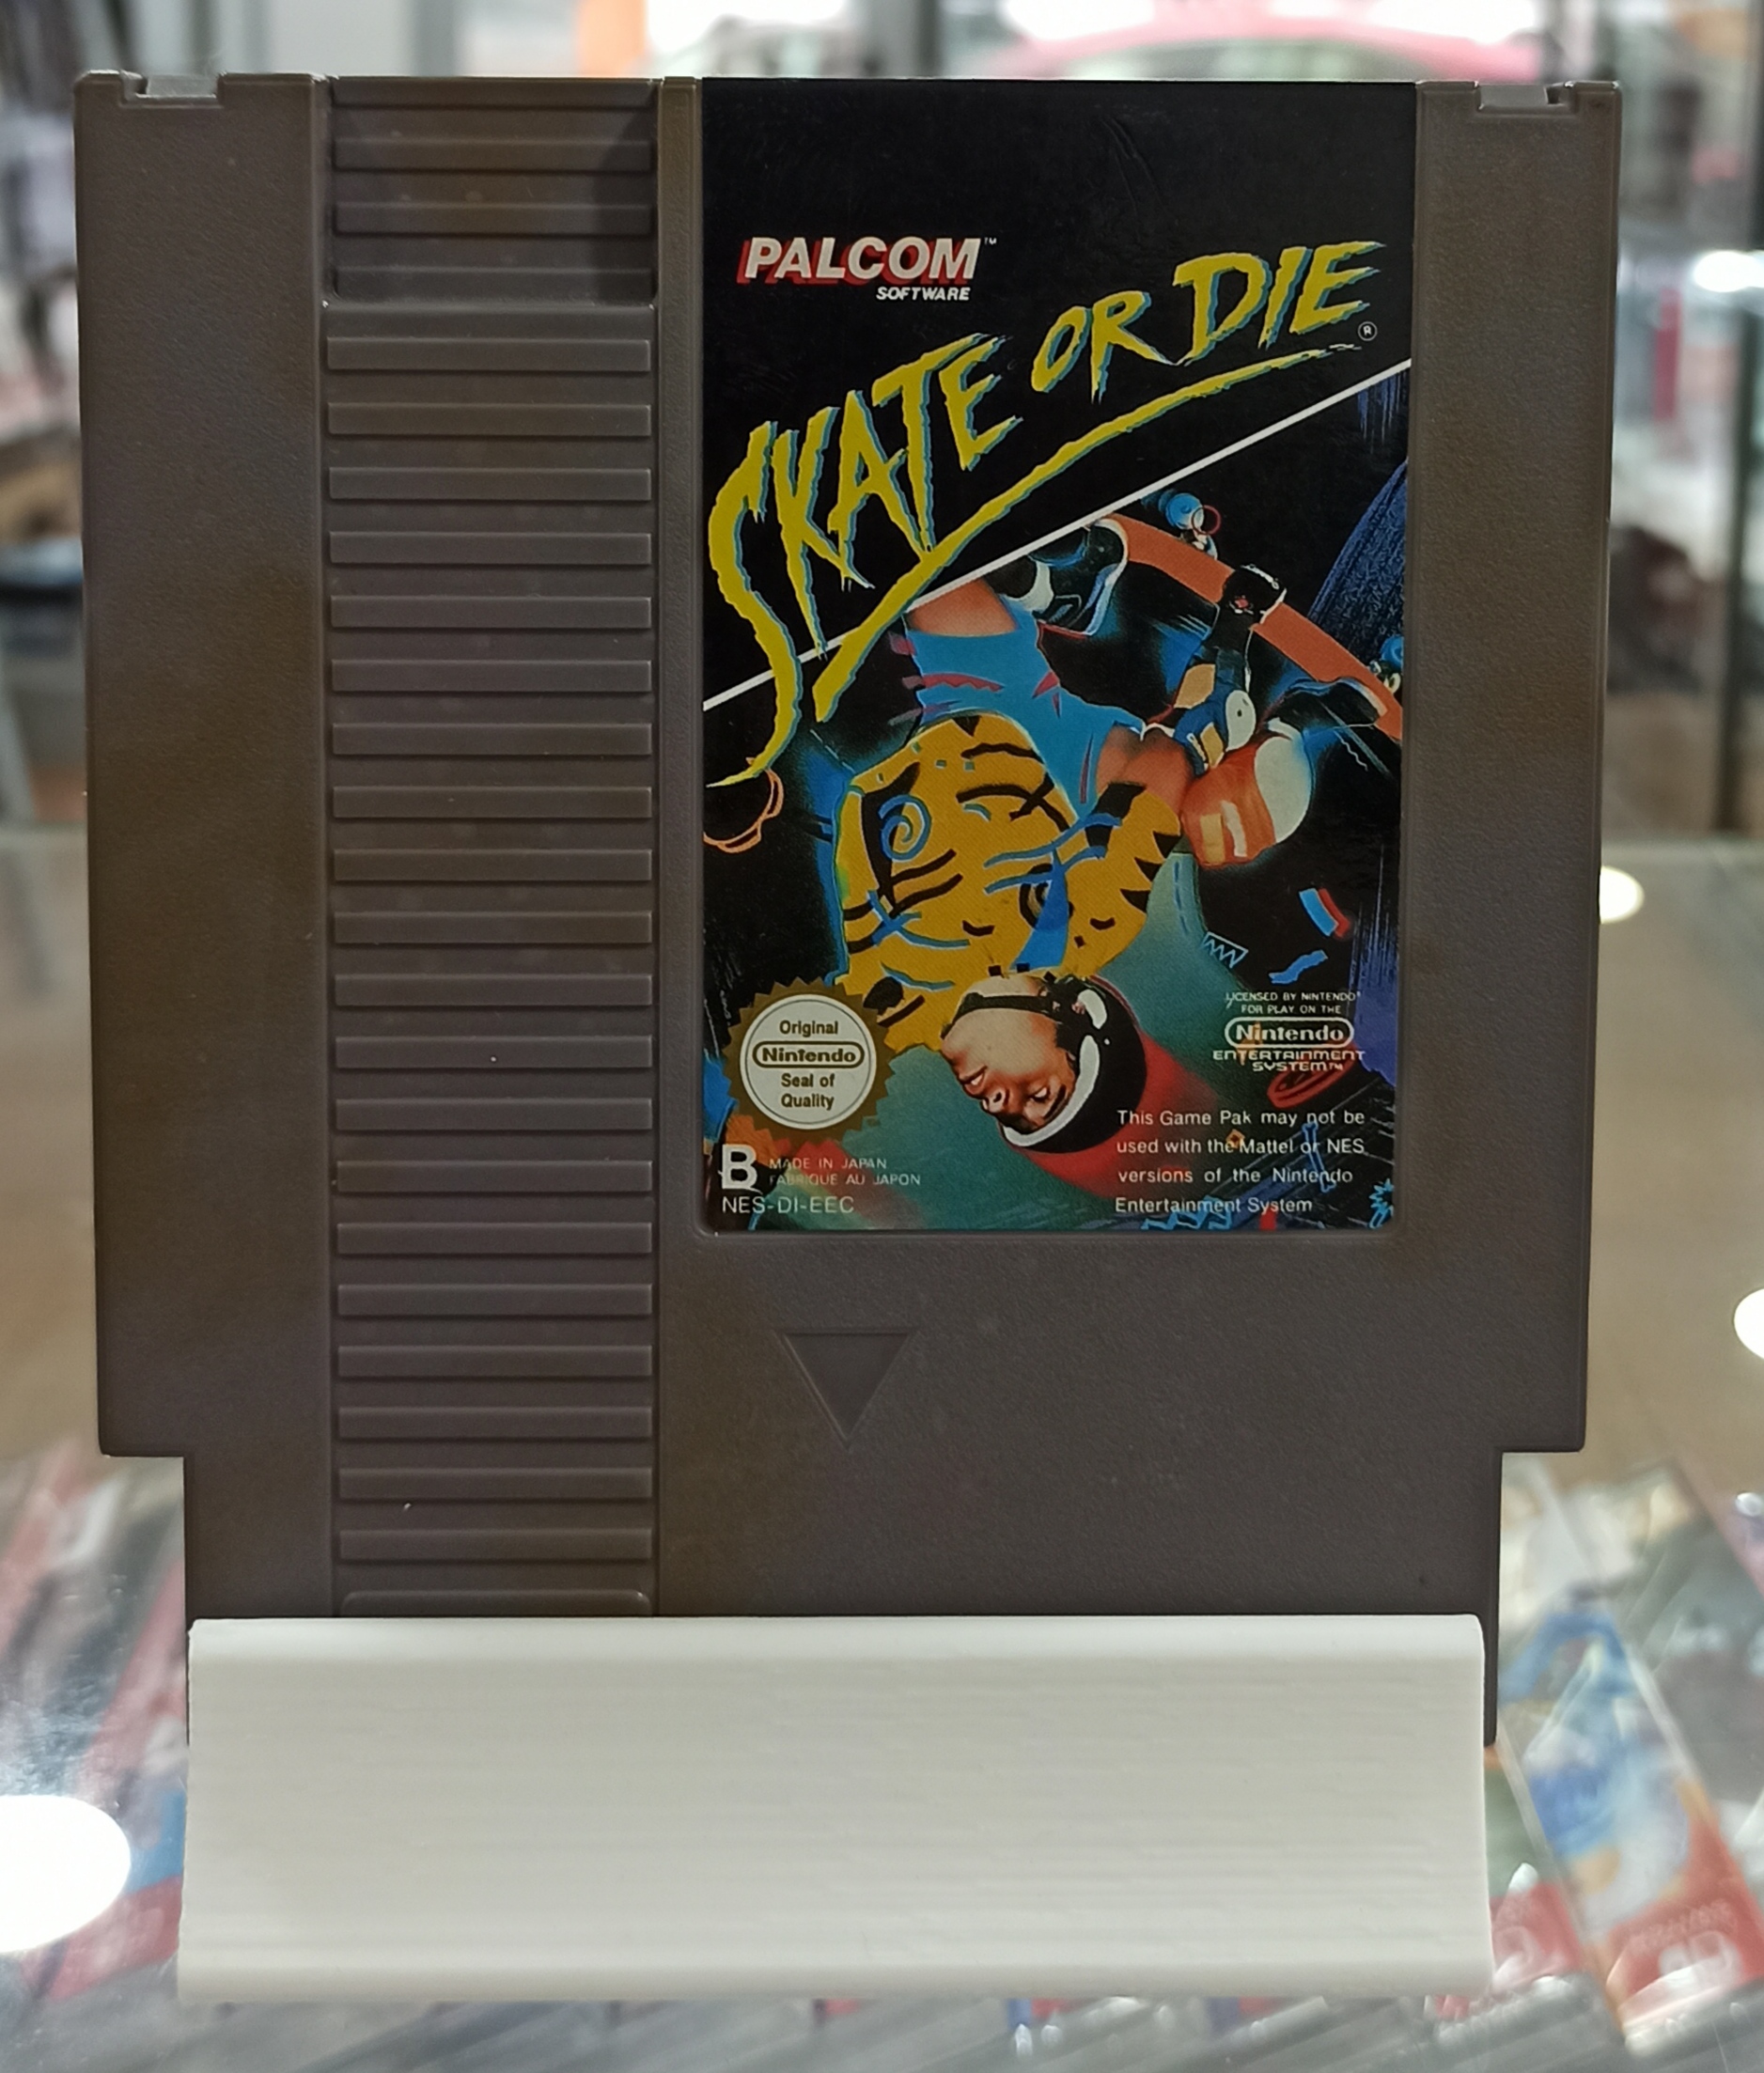 PALCOM™
SOFTWARE
SKATE OR DIE®
Original
Nintendo
Seal of
Quality
LICENSED BY NINTENDO®
FOR PLAY ON THE
Nintendo
ENTERTAINMENT
SYSTEM™
B MADE IN JAPAN
FABRIQUE AU JAPON
NES-DI-EEC
This Game Pak may not be
used with the Mattel or NES
versions of the Nintendo
Entertainment System